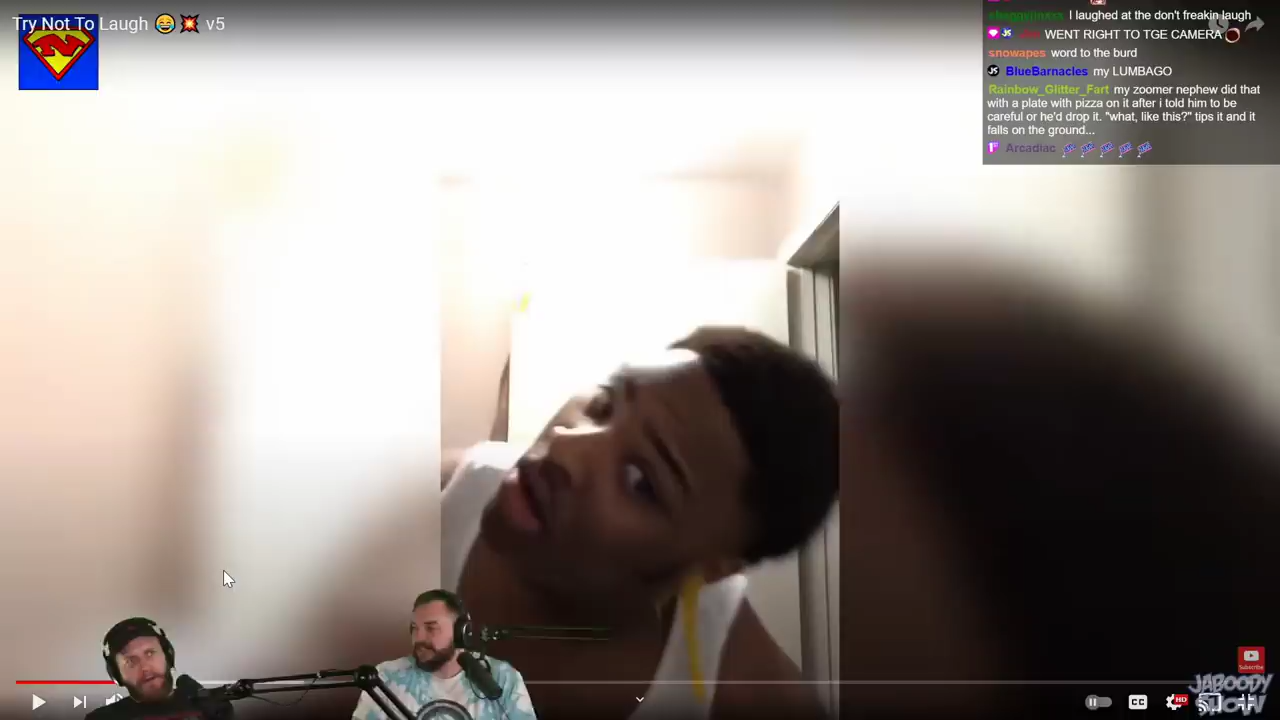 Try Not To Laugh 😂💥 v5
N
I laughed at the don't freakin laugh
WENT RIGHT TO TGE CAMERA
snowapes word to the burd
BlueBarnacles my LUMBAGO
Rainbow_Glitter_Fart my zoomer nephew did that
with a plate with pizza on it after i told him to be
careful or he'd drop it. "what, like this?" tips it and it
falls on the ground...
Arcadiac
Subscribe
JABOODY
SHOW
CC
HD